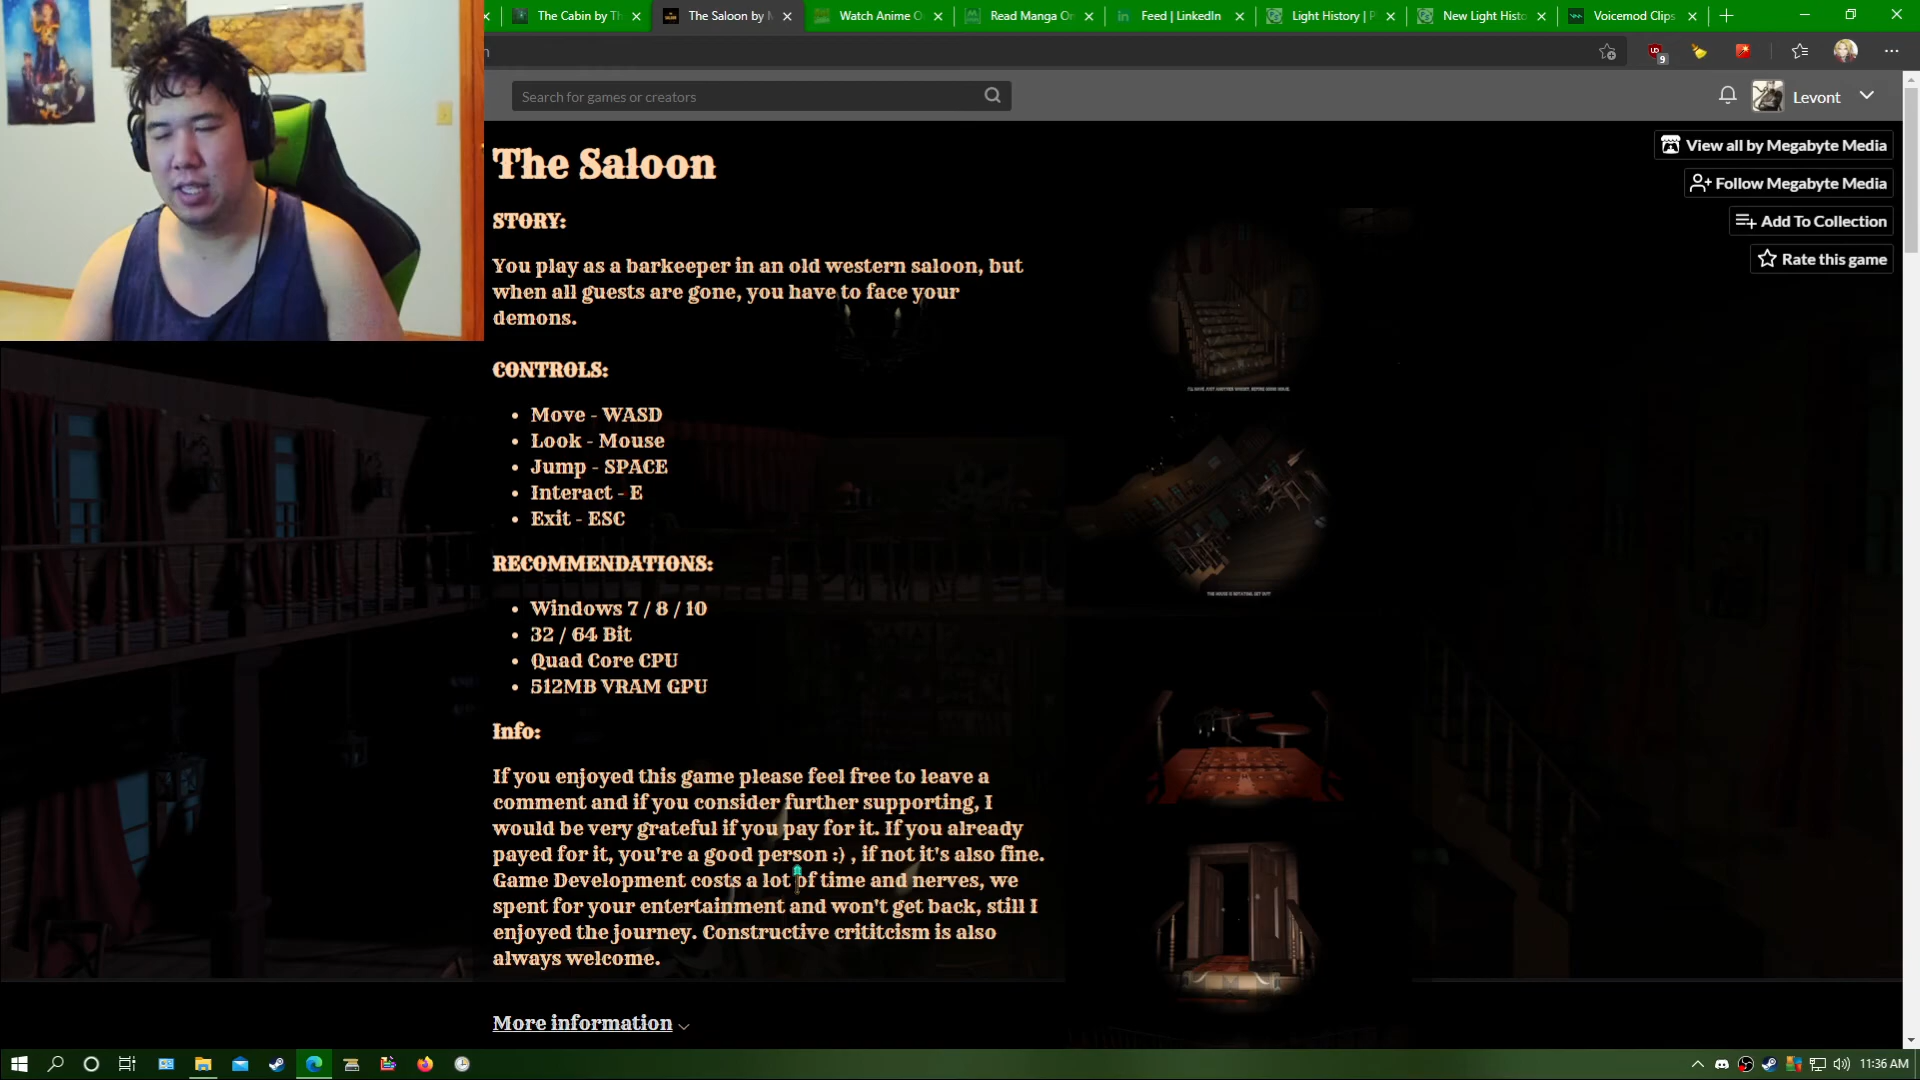 The Cabin by Th
The Saloon by M
Watch Anime O
Read Manga On
Feed | LinkedIn
Light History | P
New Light Histo
Voicemod Clips
9
Search for games or creators
Levont
The Saloon
View all by Megabyte Media
Follow Megabyte Media
Add To Collection
Rate this game
STORY:
You play as a barkeeper in an old western saloon, but
when all guests are gone, you have to face your
demons.
CONTROLS:
Move - WASD
Look - Mouse
Jump - SPACE
Interact - E
Exit - ESC
RECOMMENDATIONS:
Windows 7 / 8 / 10
32 / 64 Bit
Quad Core CPU
512MB VRAM GPU
Info:
If you enjoyed this game please feel free to leave a
comment and if you consider further supporting, I
would be very grateful if you pay for it. If you already
payed for it, you're a good person :) , if not it's also fine.
Game Development costs a lot of time and nerves, we
spent for your entertainment and won't get back, still I
enjoyed the journey. Constructive crititcism is also
always welcome.
More information
11:36 AM